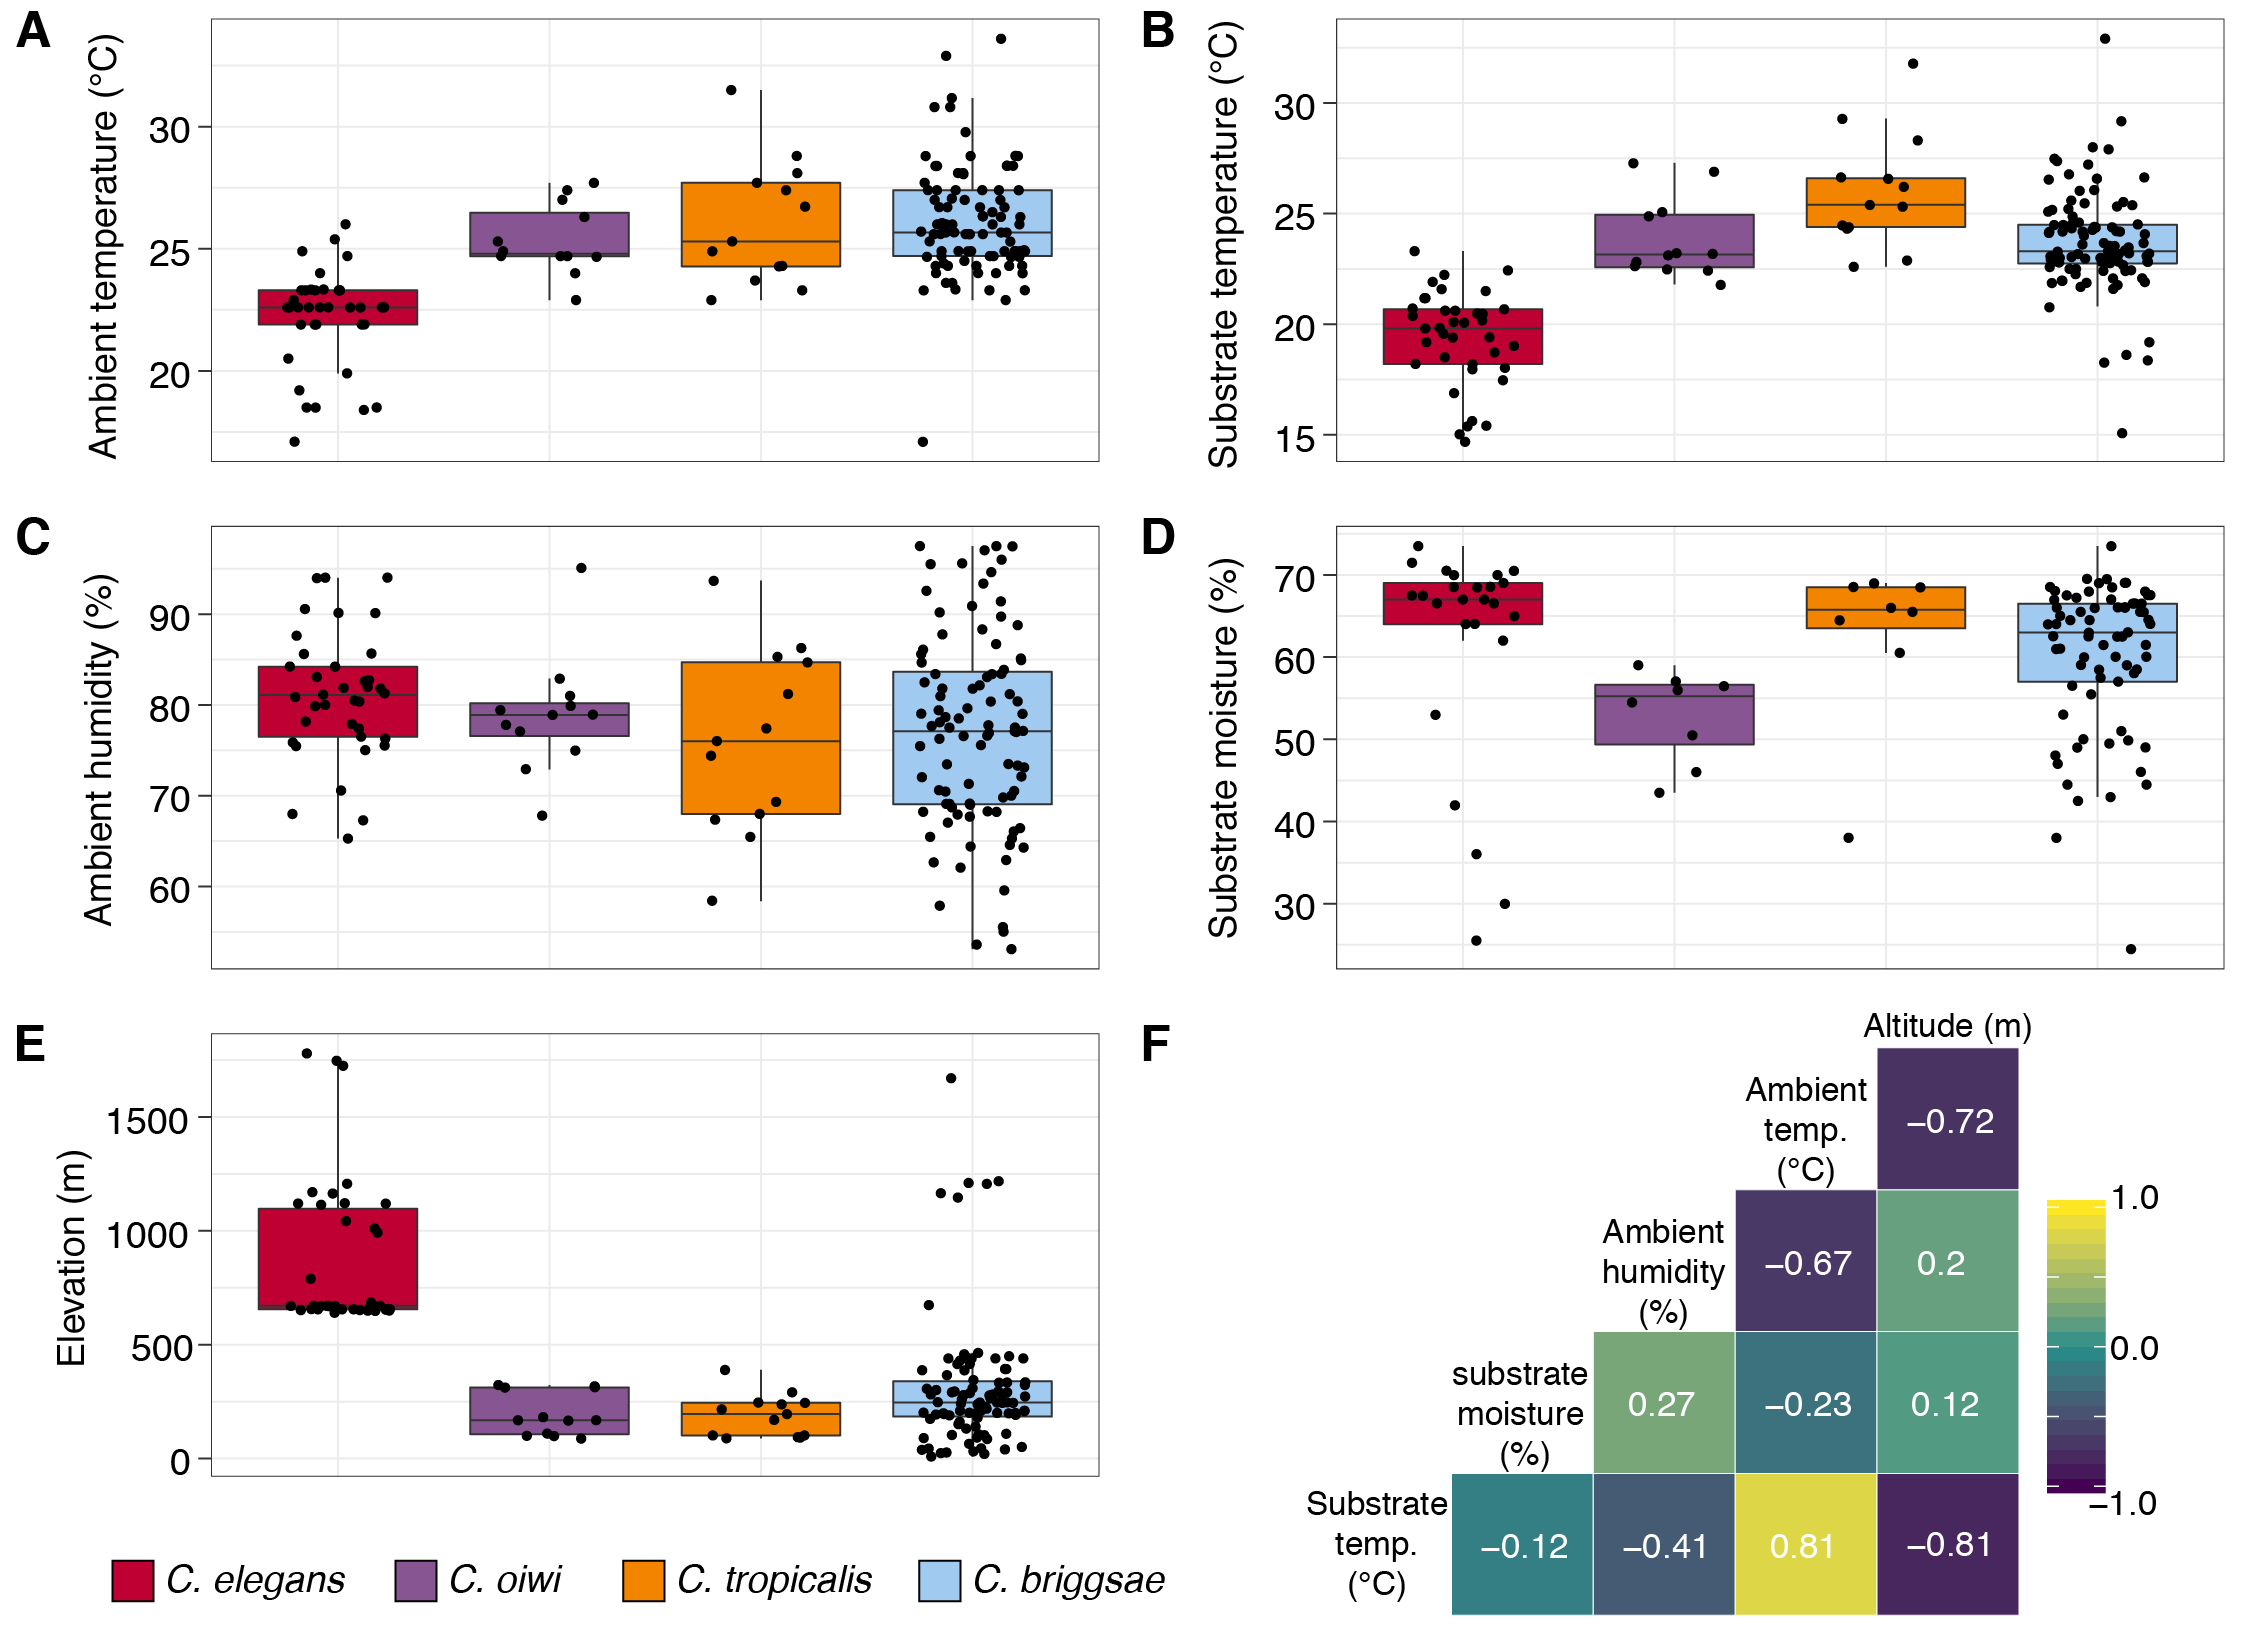 A
Ambient temperature (°C)
30
25
20
B
Substrate temperature (°C)
30
25
20
15
C
Ambient humidity (%)
90
80
70
60
D
Substrate moisture (%)
70
60
50
40
30
E
Elevation (m)
1500
1000
500
0
F
Altitude (m)
Ambient
temp.
(°C)
−0.72
Ambient
humidity
(%)
−0.67
0.2
substrate
moisture
(%)
0.27
−0.23
0.12
Substrate
temp.
(°C)
−0.12
−0.41
0.81
−0.81
1.0
0.0
−1.0
C. elegans
C. oiwi
C. tropicalis
C. briggsae